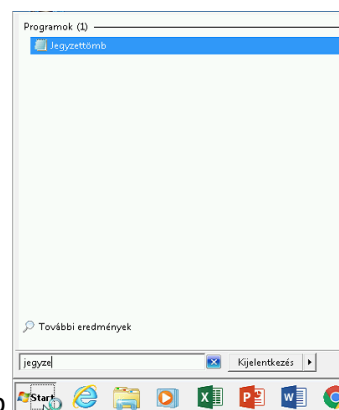 Programok (1)
Jegyzettömb
További eredmények
jegyze
Kijelentkezés
Start